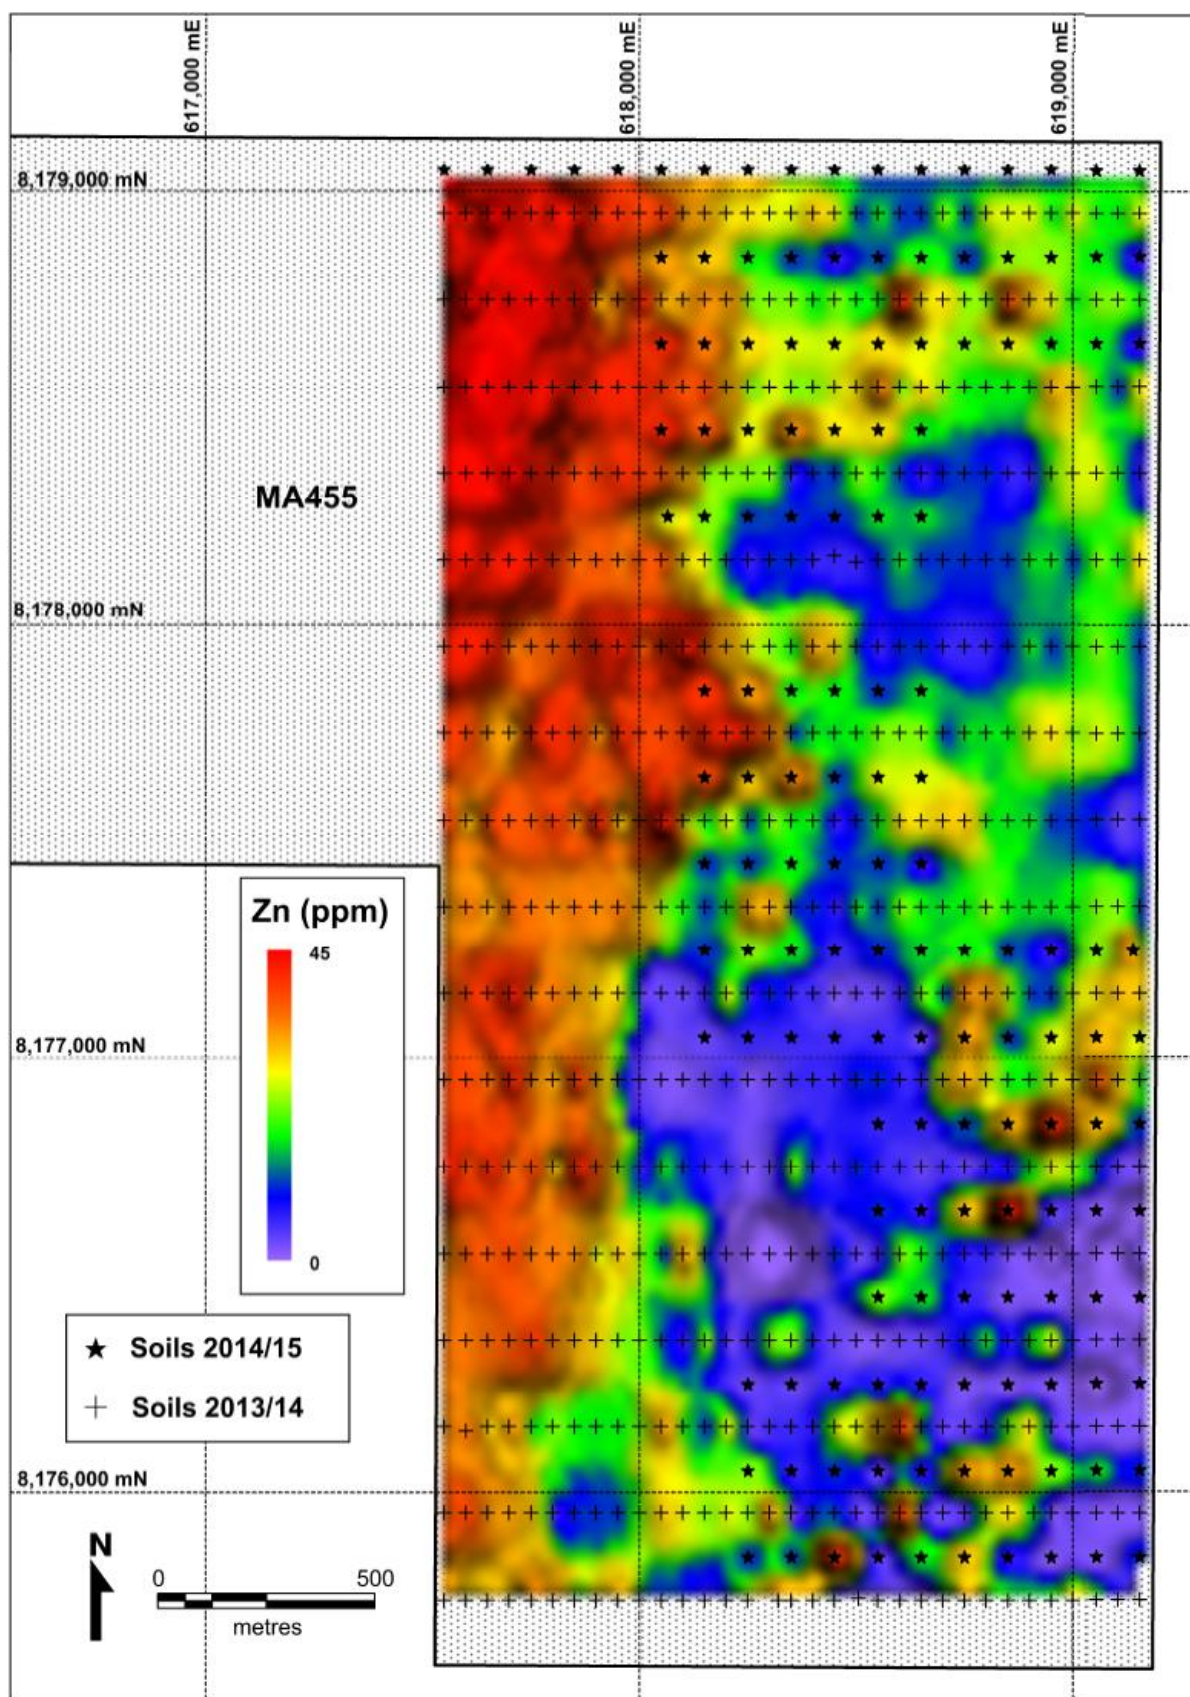 617,000 mE
618,000 mE
619,000 mE
8,179,000 mN
MA455
8,178,000 mN
Zn (ppm)
45
0
8,177,000 mN
Soils 2014/15
Soils 2013/14
8,176,000 mN
N
0 500
metres